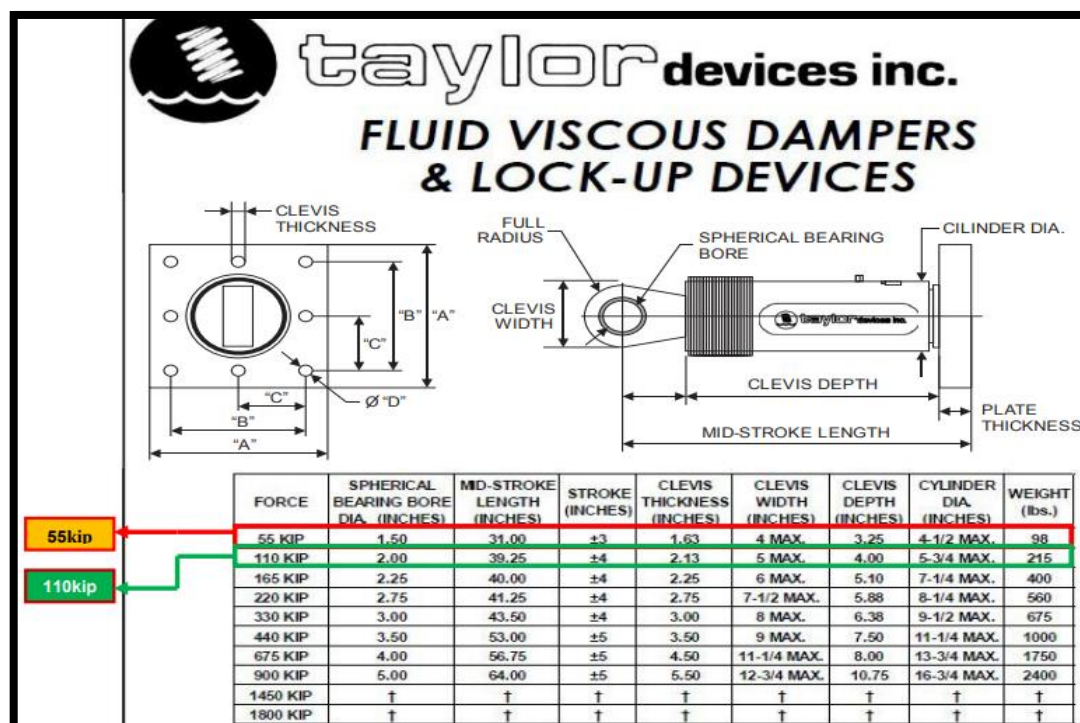 taylor devices inc.
FLUID VISCOUS DAMPERS
& LOCK-UP DEVICES
CLEVIS
THICKNESS
"B"
"A"
"C"
"C"
Ø "D"
"B"
"A"
FULL
RADIUS
SPHERICAL BEARING
BORE
CILINDER DIA.
CLEVIS
WIDTH
taylor devices inc.
CLEVIS DEPTH
PLATE
THICKNESS
MID-STROKE LENGTH
FORCE SPHERICAL BEARING BORE DIA. (INCHES) MID-STROKE LENGTH (INCHES) STROKE (INCHES) CLEVIS THICKNESS (INCHES) CLEVIS WIDTH (INCHES) CLEVIS DEPTH (INCHES) CYLINDER DIA. (INCHES) WEIGHT (lbs.)
55kip
55 KIP 1.50 31.00 ±3 1.63 4 MAX. 3.25 4-1/2 MAX. 98
110 KIP 2.00 39.25 ±4 2.13 5 MAX. 4.00 5-3/4 MAX. 215
110kip
165 KIP 2.25 40.00 ±4 2.25 6 MAX. 5.10 7-1/4 MAX. 400
220 KIP 2.75 41.25 ±4 2.75 7-1/2 MAX. 5.88 8-1/4 MAX. 560
330 KIP 3.00 43.50 ±4 3.00 8 MAX. 6.38 9-1/2 MAX. 675
440 KIP 3.50 53.00 ±5 3.50 9 MAX. 7.50 11-1/4 MAX. 1000
675 KIP 4.00 56.75 ±5 4.50 11-1/4 MAX. 8.00 13-3/4 MAX. 1750
900 KIP 5.00 64.00 ±5 5.50 12-3/4 MAX. 10.75 16-3/4 MAX. 2400
1450 KIP † † † † † † † †
1800 KIP † † † † † † † †